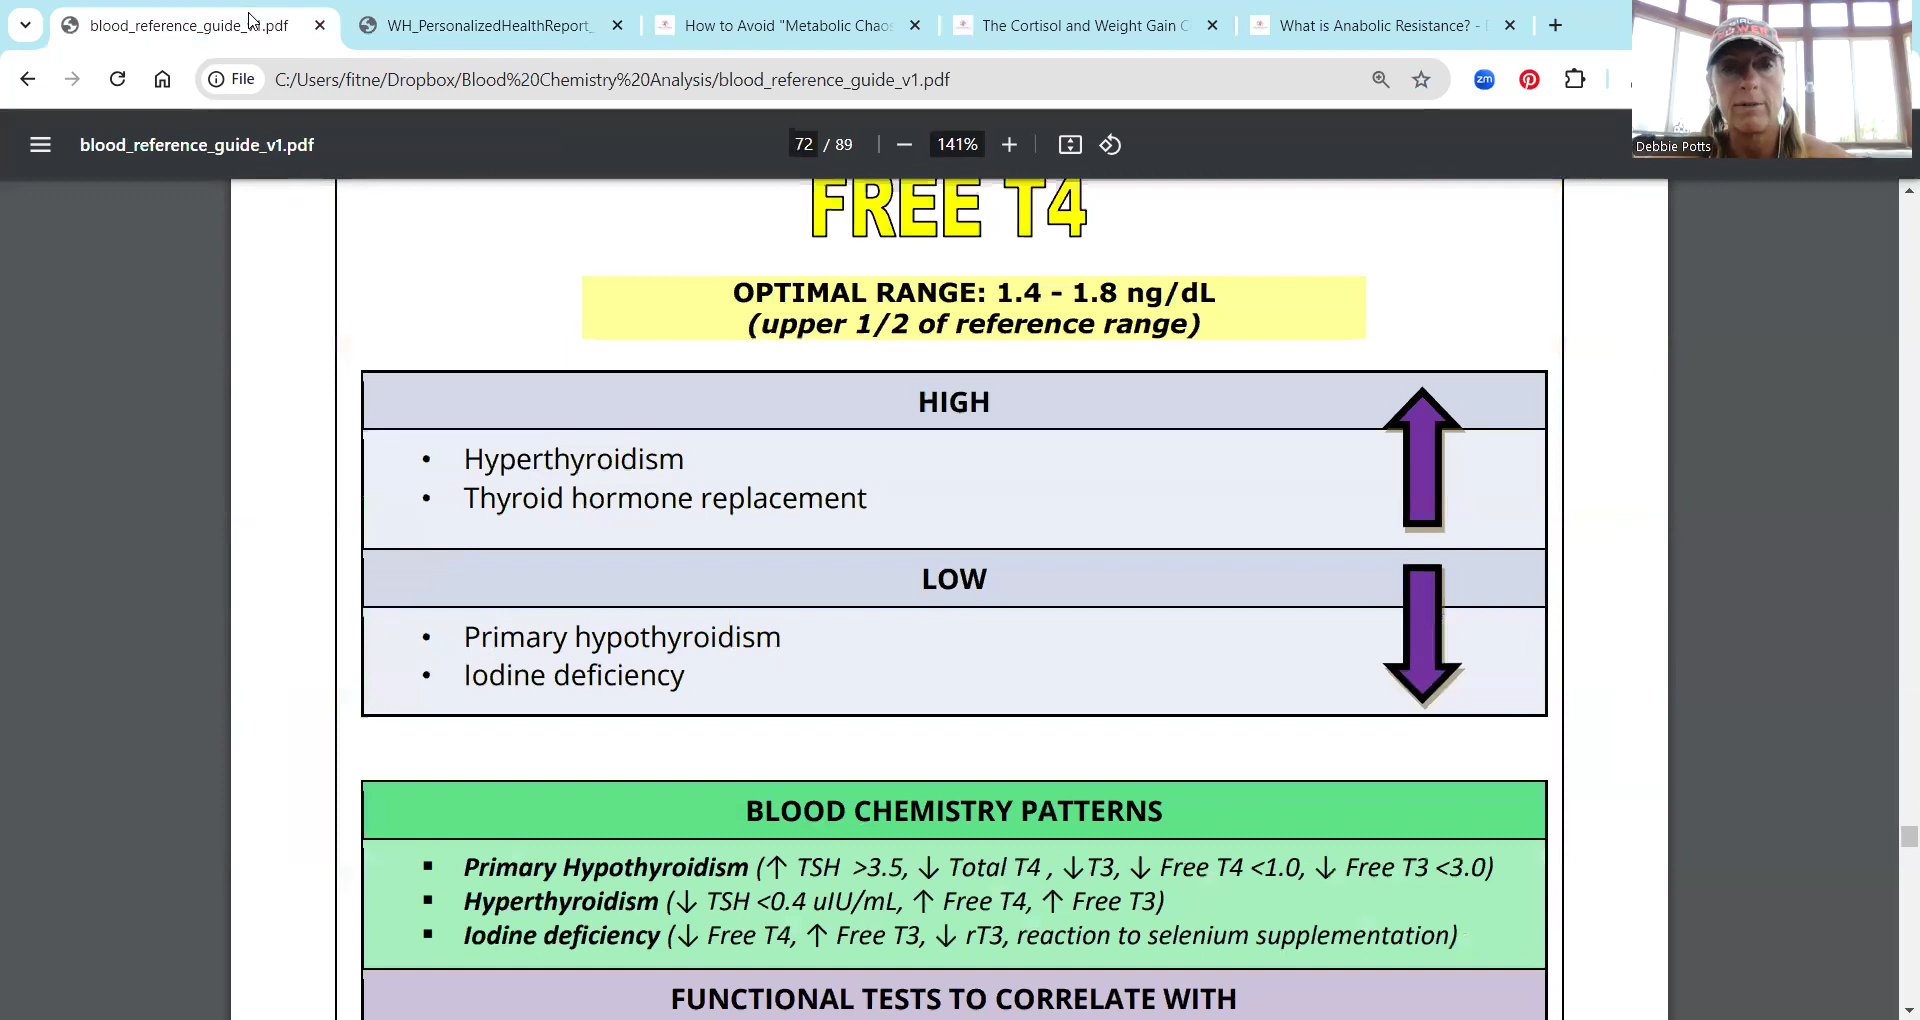 blood_reference_guide_v1.pdf
WH_PersonalizedHealthReport_
How to Avoid "Metabolic Chaos
The Cortisol and Weight Gain C
What is Anabolic Resistance? -
File
C:/Users/fitne/Dropbox/Blood%20Chemistry%20Analysis/blood_reference_guide_v1.pdf
zm
Debbie Potts
blood_reference_guide_v1.pdf
72 / 89
141%
FREE T4
OPTIMAL RANGE: 1.4 - 1.8 ng/dL
(upper 1/2 of reference range)
HIGH
• Hyperthyroidism
• Thyroid hormone replacement
LOW
• Primary hypothyroidism
• Iodine deficiency
BLOOD CHEMISTRY PATTERNS
▪ Primary Hypothyroidism (↑ TSH >3.5, ↓ Total T4 , ↓T3, ↓ Free T4 <1.0, ↓ Free T3 <3.0)
▪ Hyperthyroidism (↓ TSH <0.4 uIU/mL, ↑ Free T4, ↑ Free T3)
▪ Iodine deficiency (↓ Free T4, ↑ Free T3, ↓ rT3, reaction to selenium supplementation)
FUNCTIONAL TESTS TO CORRELATE WITH